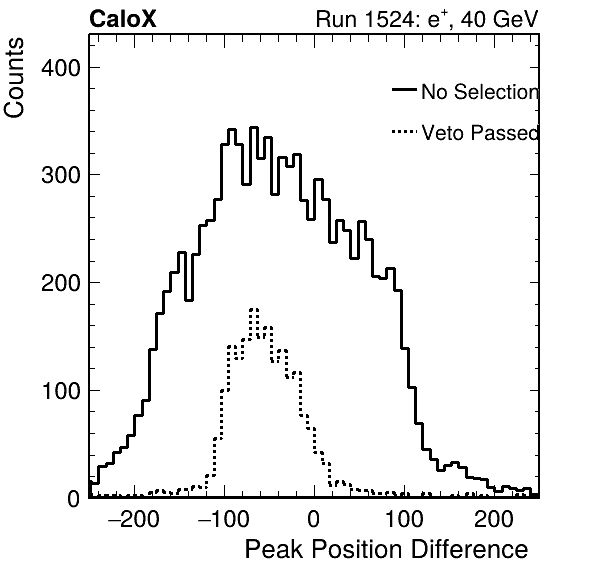 CaloX Run 1524: e⁺, 40 GeV
Counts
400
300
200
100
0
No Selection
Veto Passed
−200 −100 0 100 200
Peak Position Difference